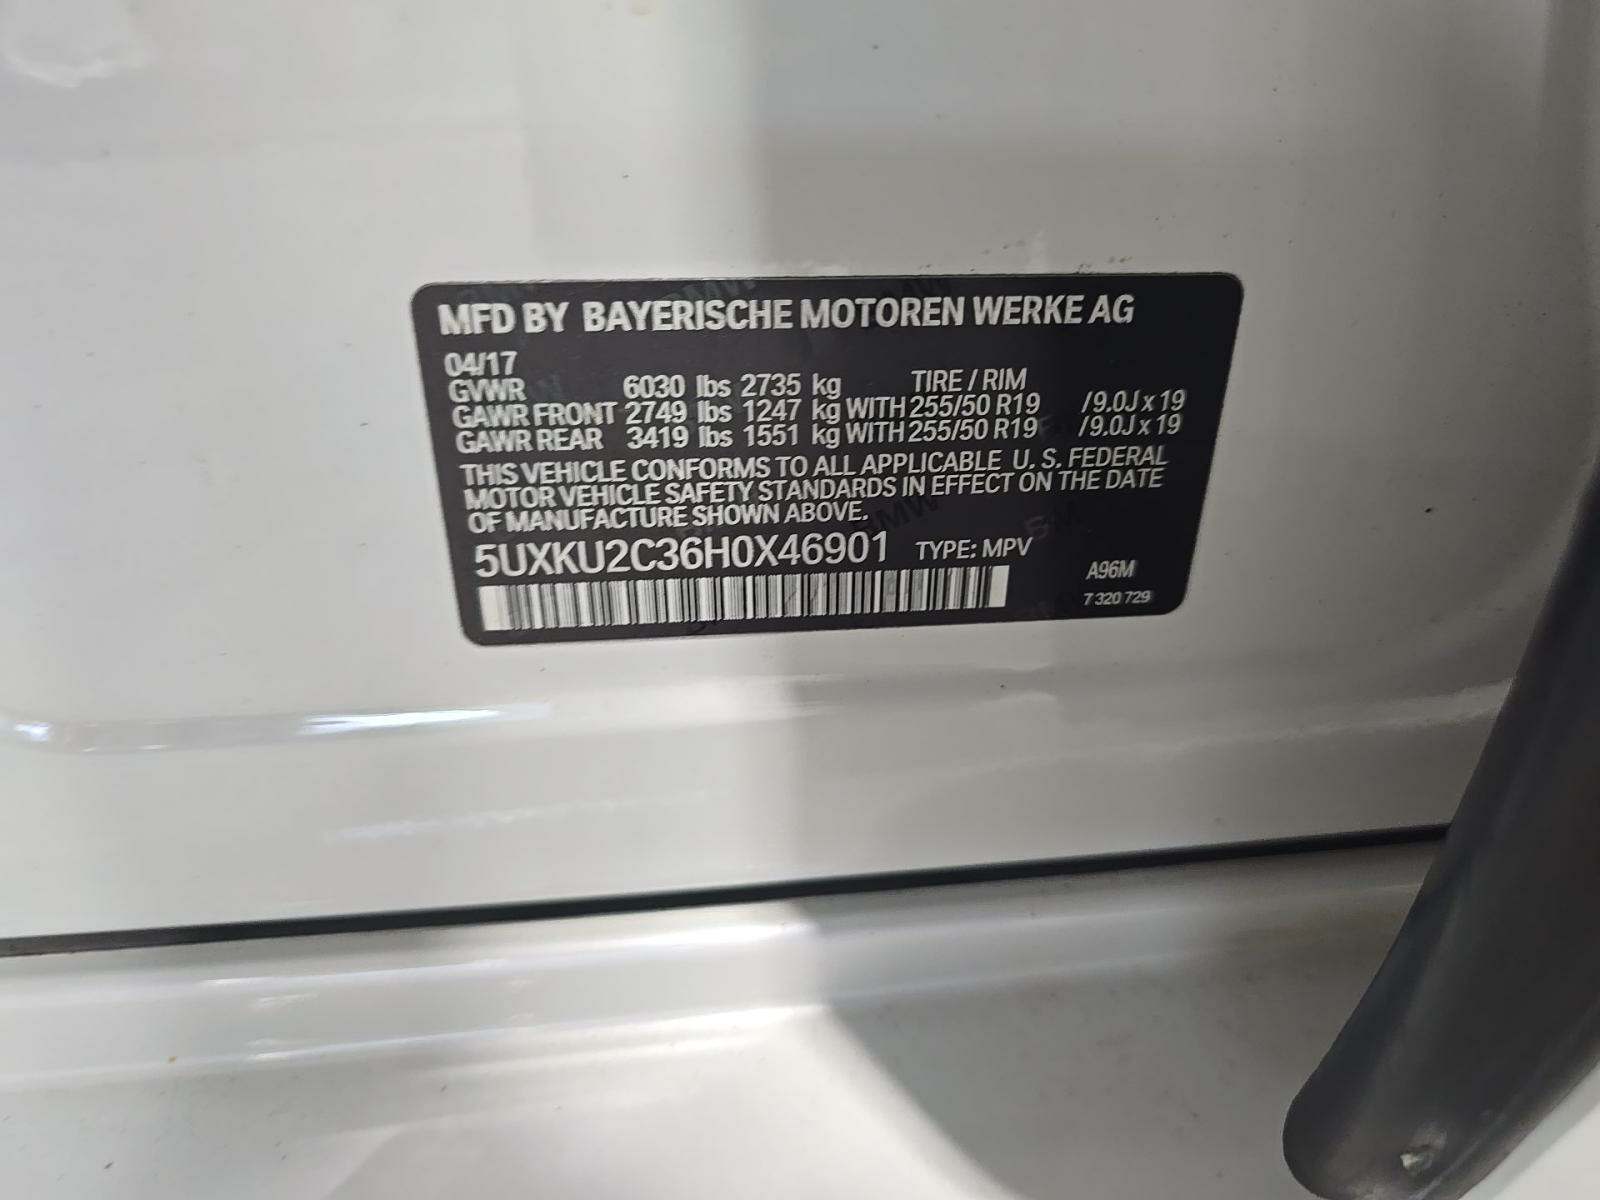 MFD BY BAYERISCHE MOTOREN WERKE AG
04/17
GVWR 6030 lbs 2735 kg TIRE / RIM
GAWR FRONT 2749 lbs 1247 kg WITH 255/50 R19 /9.0J x 19
GAWR REAR 3419 lbs 1551 kg WITH 255/50 R19 /9.0J x 19
THIS VEHICLE CONFORMS TO ALL APPLICABLE U. S. FEDERAL
MOTOR VEHICLE SAFETY STANDARDS IN EFFECT ON THE DATE
OF MANUFACTURE SHOWN ABOVE.
5UXKU2C36H0X46901 TYPE: MPV
A96M
7 320 729